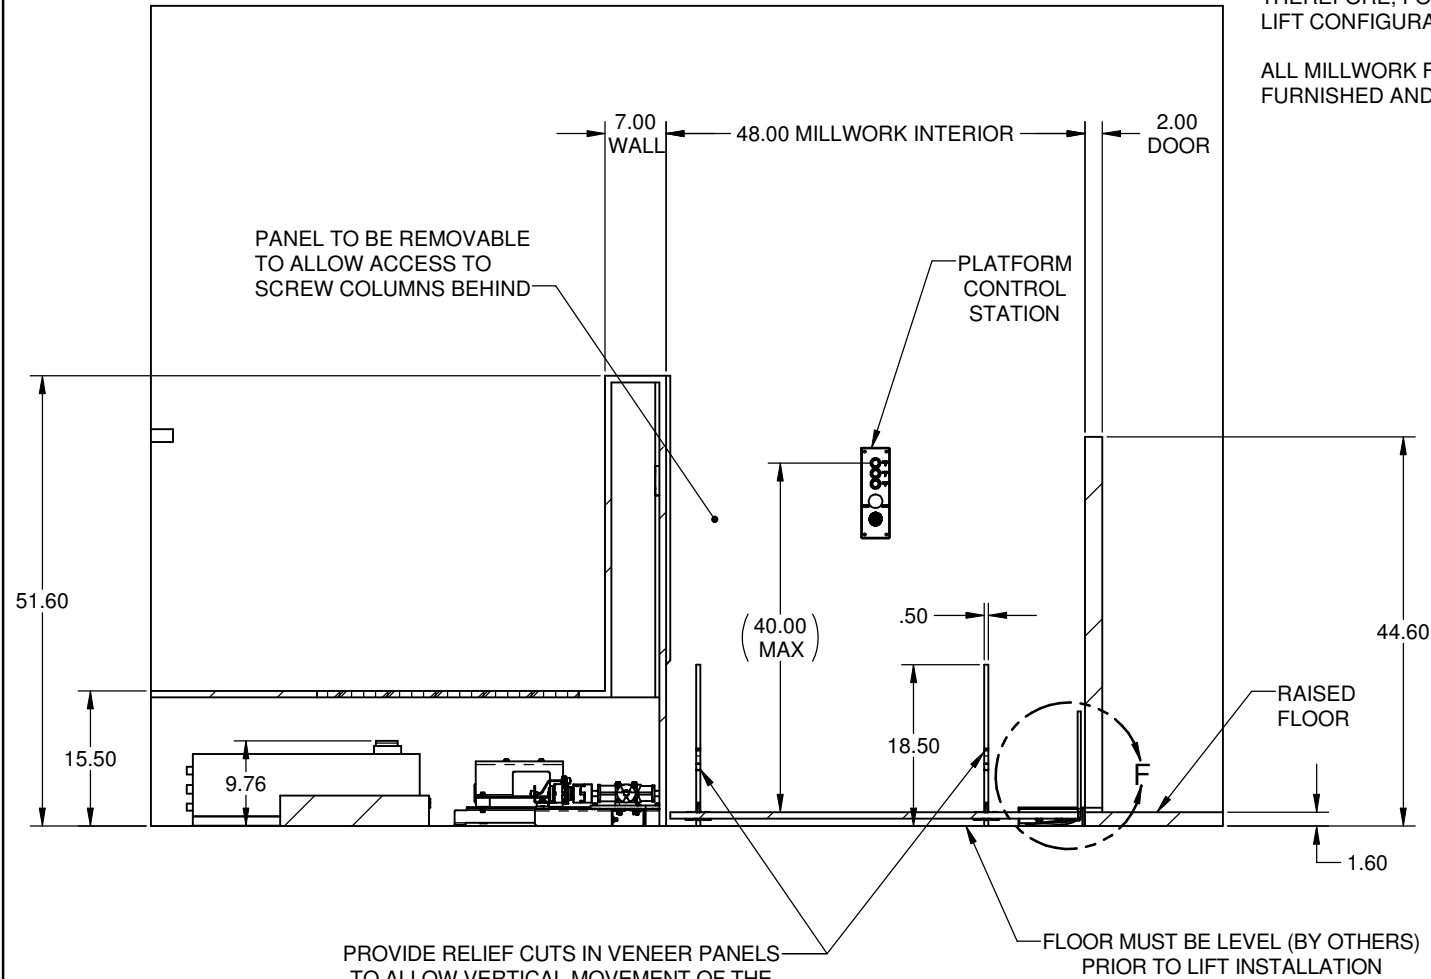 LIFT CONFIGURA
ALL MILLWORK F
FURNISHED AND
7.00
WALL
48.00 MILLWORK INTERIOR
2.00
DOOR
PANEL TO BE REMOVABLE
TO ALLOW ACCESS TO
SCREW COLUMNS BEHIND
PLATFORM
CONTROL
STATION
51.60
40.00
MAX
.50
44.60
18.50
RAISED
FLOOR
15.50
9.76
F
1.60
PROVIDE RELIEF CUTS IN VENEER PANELS
TO ALLOW VERTICAL MOVEMENT OF THE
FLOOR MUST BE LEVEL (BY OTHERS)
PRIOR TO LIFT INSTALLATION